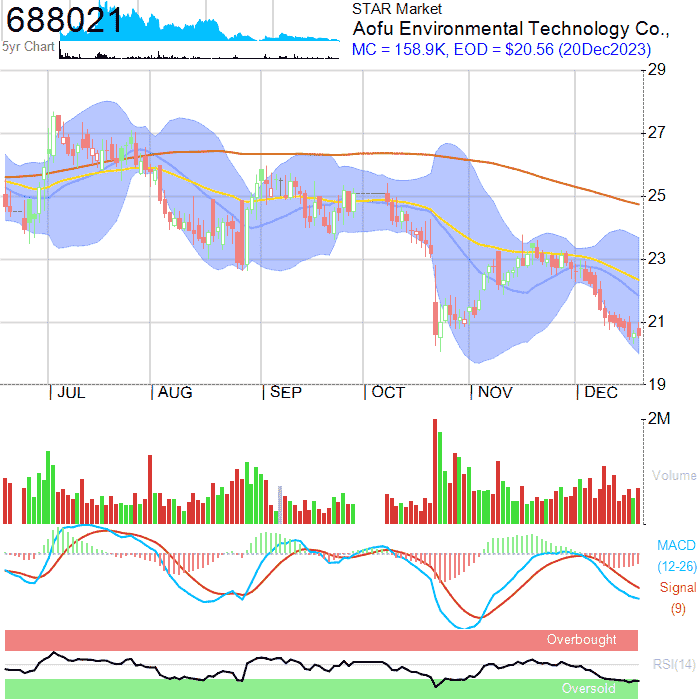 688021
5yr Chart
STAR Market
Aofu Environmental Technology Co.,
MC = 158.9K, EOD = $20.56 (20Dec2023)
29
27
25
23
21
19
JUL
AUG
SEP
OCT
NOV
DEC
2M
Volume
MACD
(12-26)
Signal
(9)
Overbought
RSI(14)
Oversold